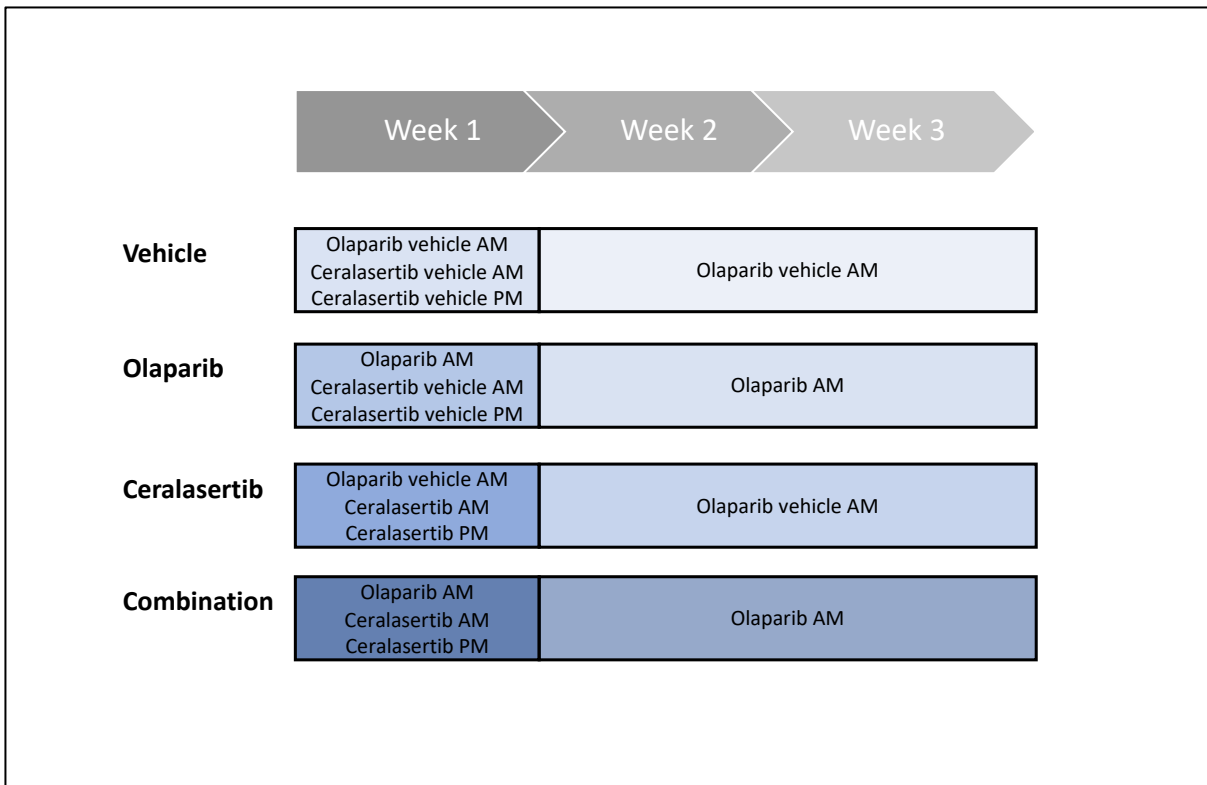 Week 1
Week 2
Week 3
Vehicle
Olaparib vehicle AM
Ceralasertib vehicle AM
Ceralasertib vehicle PM
Olaparib vehicle AM
Olaparib
Olaparib AM
Ceralasertib vehicle AM
Ceralasertib vehicle PM
Olaparib AM
Ceralasertib
Olaparib vehicle AM
Ceralasertib AM
Ceralasertib PM
Olaparib vehicle AM
Combination
Olaparib AM
Ceralasertib AM
Ceralasertib PM
Olaparib AM